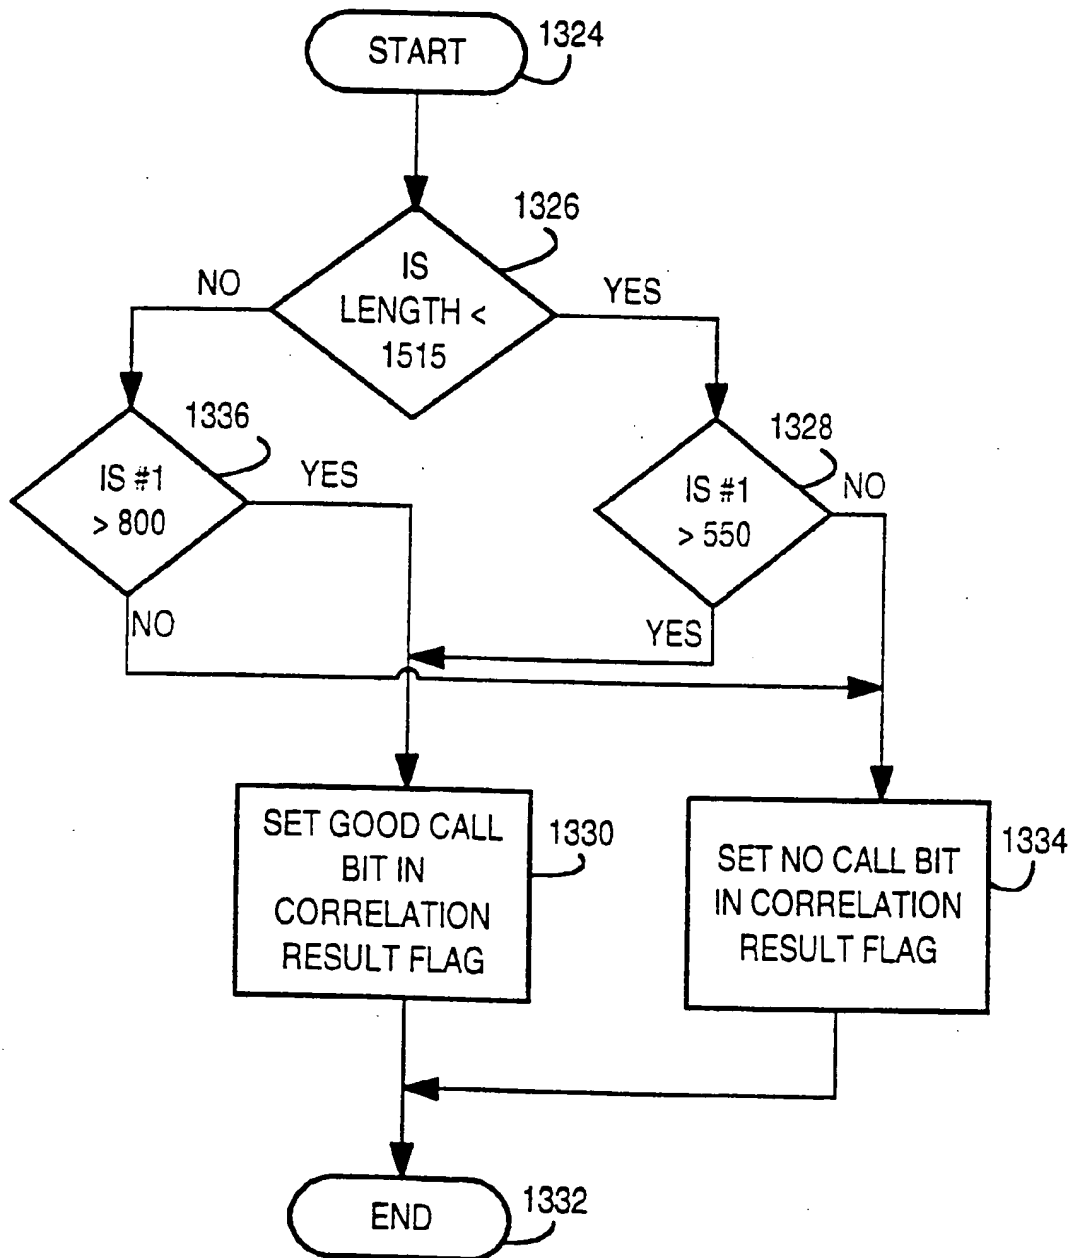 START
1324
1326
IS
LENGTH <
1515
NO
YES
1336
IS #1
> 800
YES
NO
1328
IS #1
> 550
NO
YES
SET GOOD CALL
BIT IN
CORRELATION
RESULT FLAG
1330
SET NO CALL BIT
IN CORRELATION
RESULT FLAG
1334
END
1332